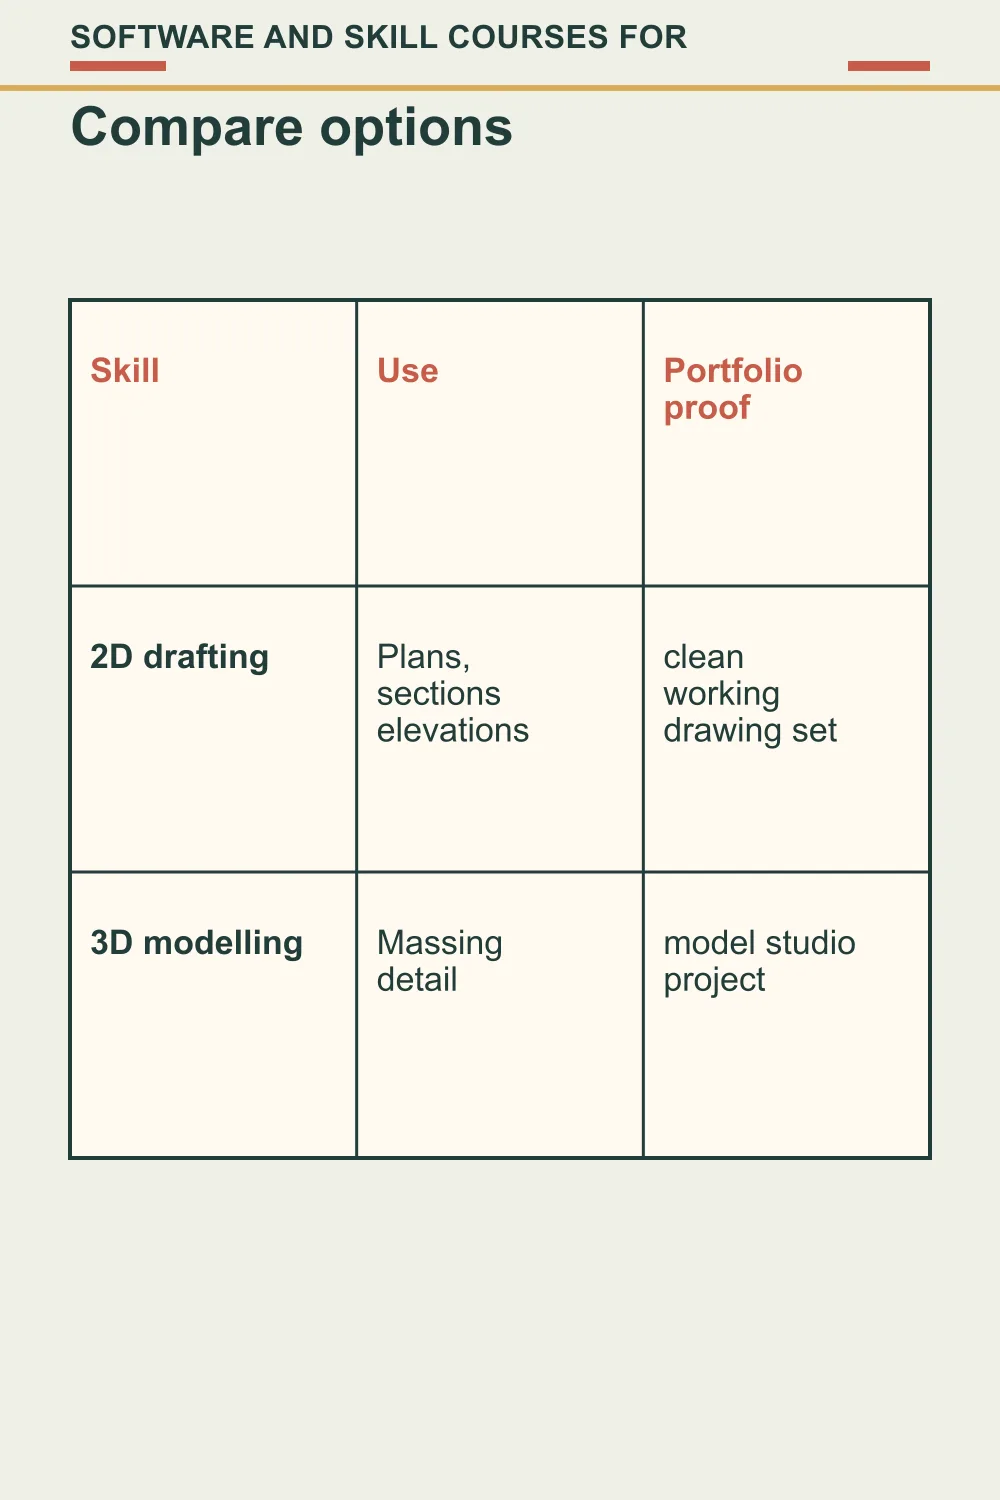 SOFTWARE AND SKILL COURSES FOR
Compare options
Skill
Use
Portfolio
proof
2D drafting
Plans,
sections
elevations
clean
working
drawing set
3D modelling
Massing
detail
model studio
project